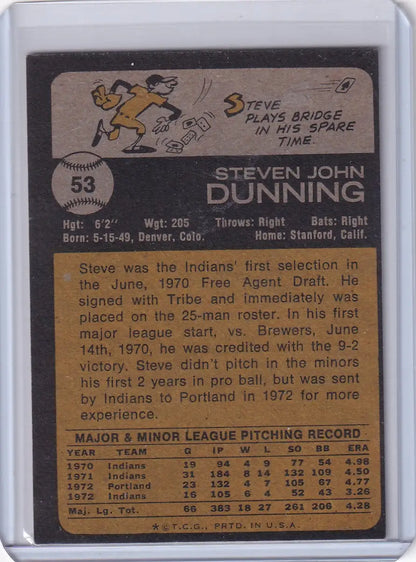 STEVE
PLAYS BRIDGE
IN HIS SPARE
TIME.
53
STEVEN JOHN
DUNNING
Hgt: 6'2" Wgt: 205 Throws: Right Bats: Right
Born: 5-15-49, Denver, Colo. Home: Stanford, Calif.
Steve was the Indians' first selection in
the June, 1970 Free Agent Draft. He
signed with Tribe and immediately was
placed on the 25-man roster. In his first
major league start, vs. Brewers, June
14th, 1970, he was credited with the 9-2
victory. Steve didn't pitch in the minors
his first 2 years in pro ball, but was sent
by Indians to Portland in 1972 for
more experience.
MAJOR & MINOR LEAGUE PITCHING RECORD
YEAR TEAM G IP W L SO BB ERA
1970 Indians 19 94 4 9 77 54 4.98
1971 Indians 31 184 8 14 132 109 4.50
1972 Portland 23 132 4 7 105 67 4.77
1972 Indians 16 105 6 4 52 43 3.26
Maj. Lg. Tot. 66 383 18 27 261 206 4.28
*©T.C.G., PRTD. IN U.S.A.